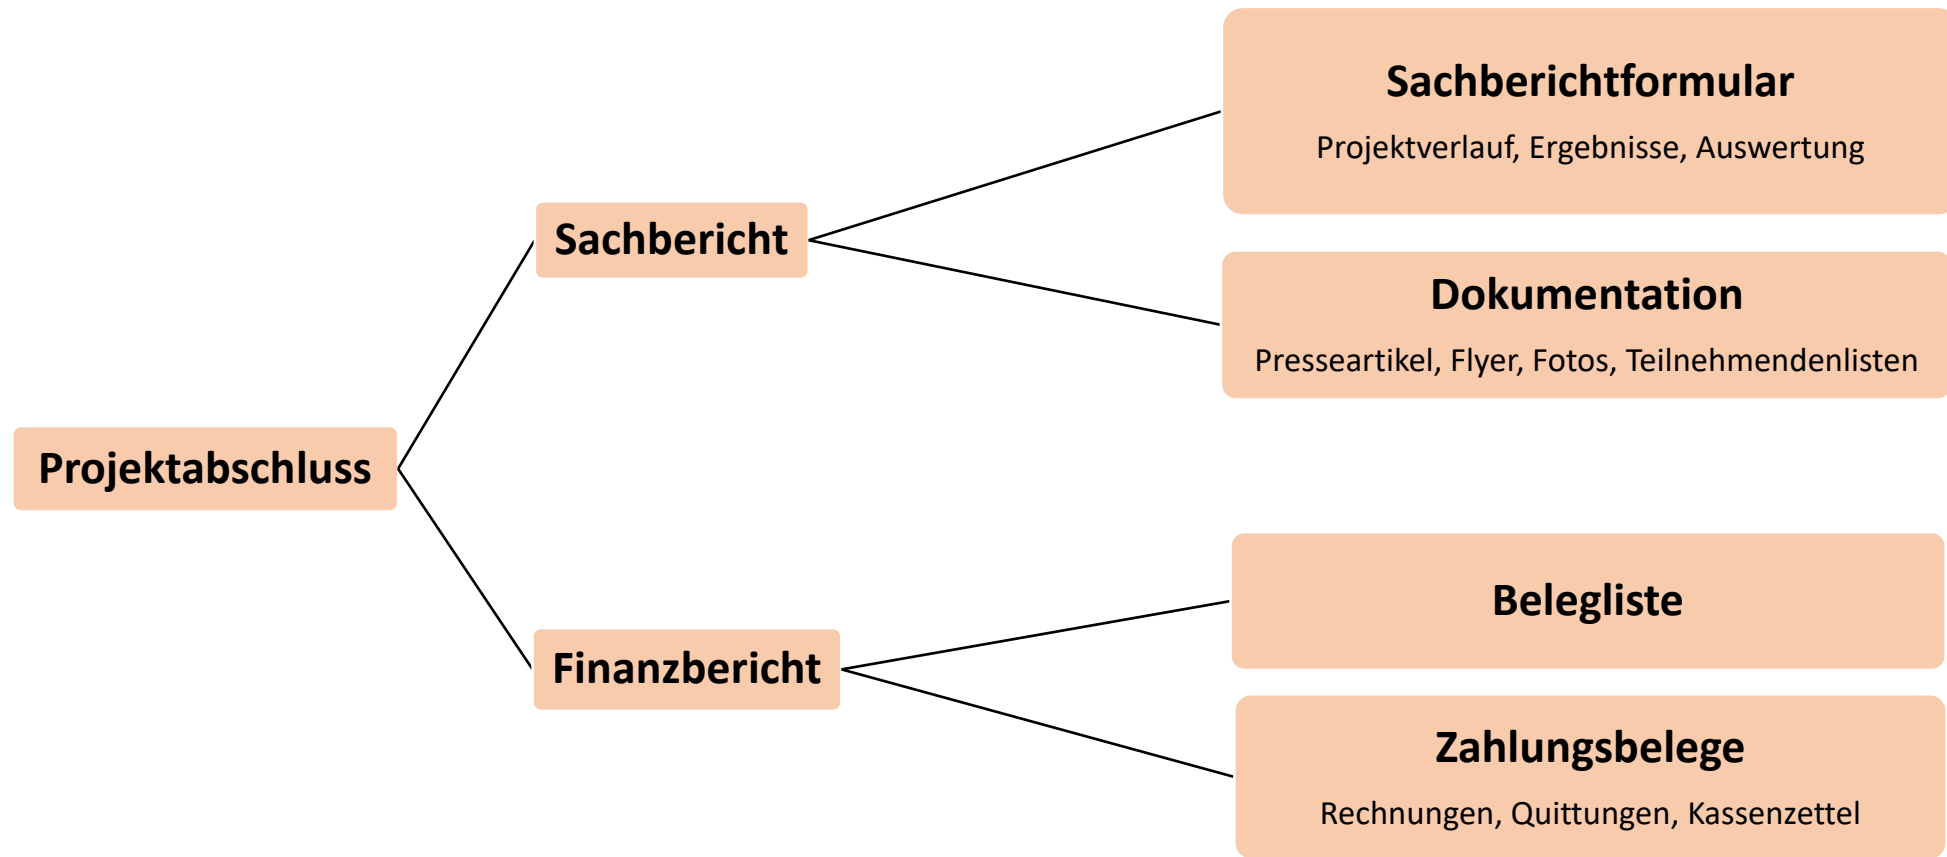 Projektabschluss
Sachbericht
Sachberichtformular
Projektverlauf, Ergebnisse, Auswertung
Dokumentation
Presseartikel, Flyer, Fotos, Teilnehmendenlisten
Finanzbericht
Belegliste
Zahlungsbelege
Rechnungen, Quittungen, Kassenzettel